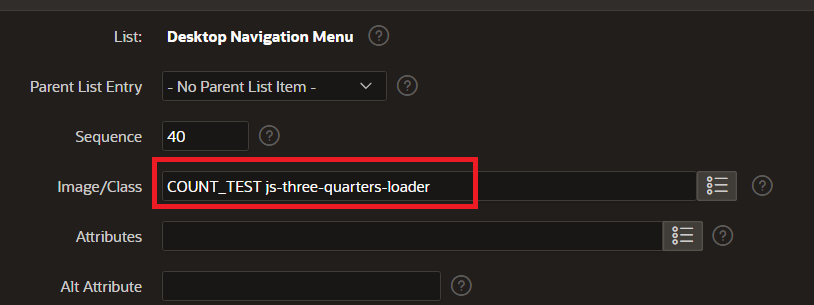 List: Desktop Navigation Menu ?
Parent List Entry - No Parent List Item - ?
Sequence 40 ?
Image/Class COUNT_TEST js-three-quarters-loader ?
Attributes ?
Alt Attribute ?